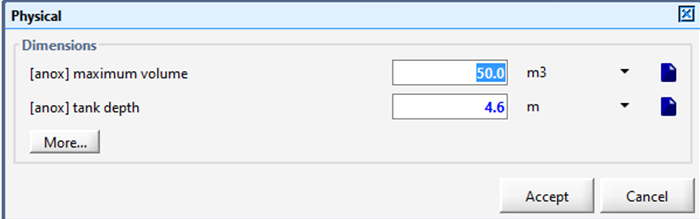 Physical
Dimensions
[anox] maximum volume 50.0 m3
[anox] tank depth 4.6 m
More...
Accept Cancel